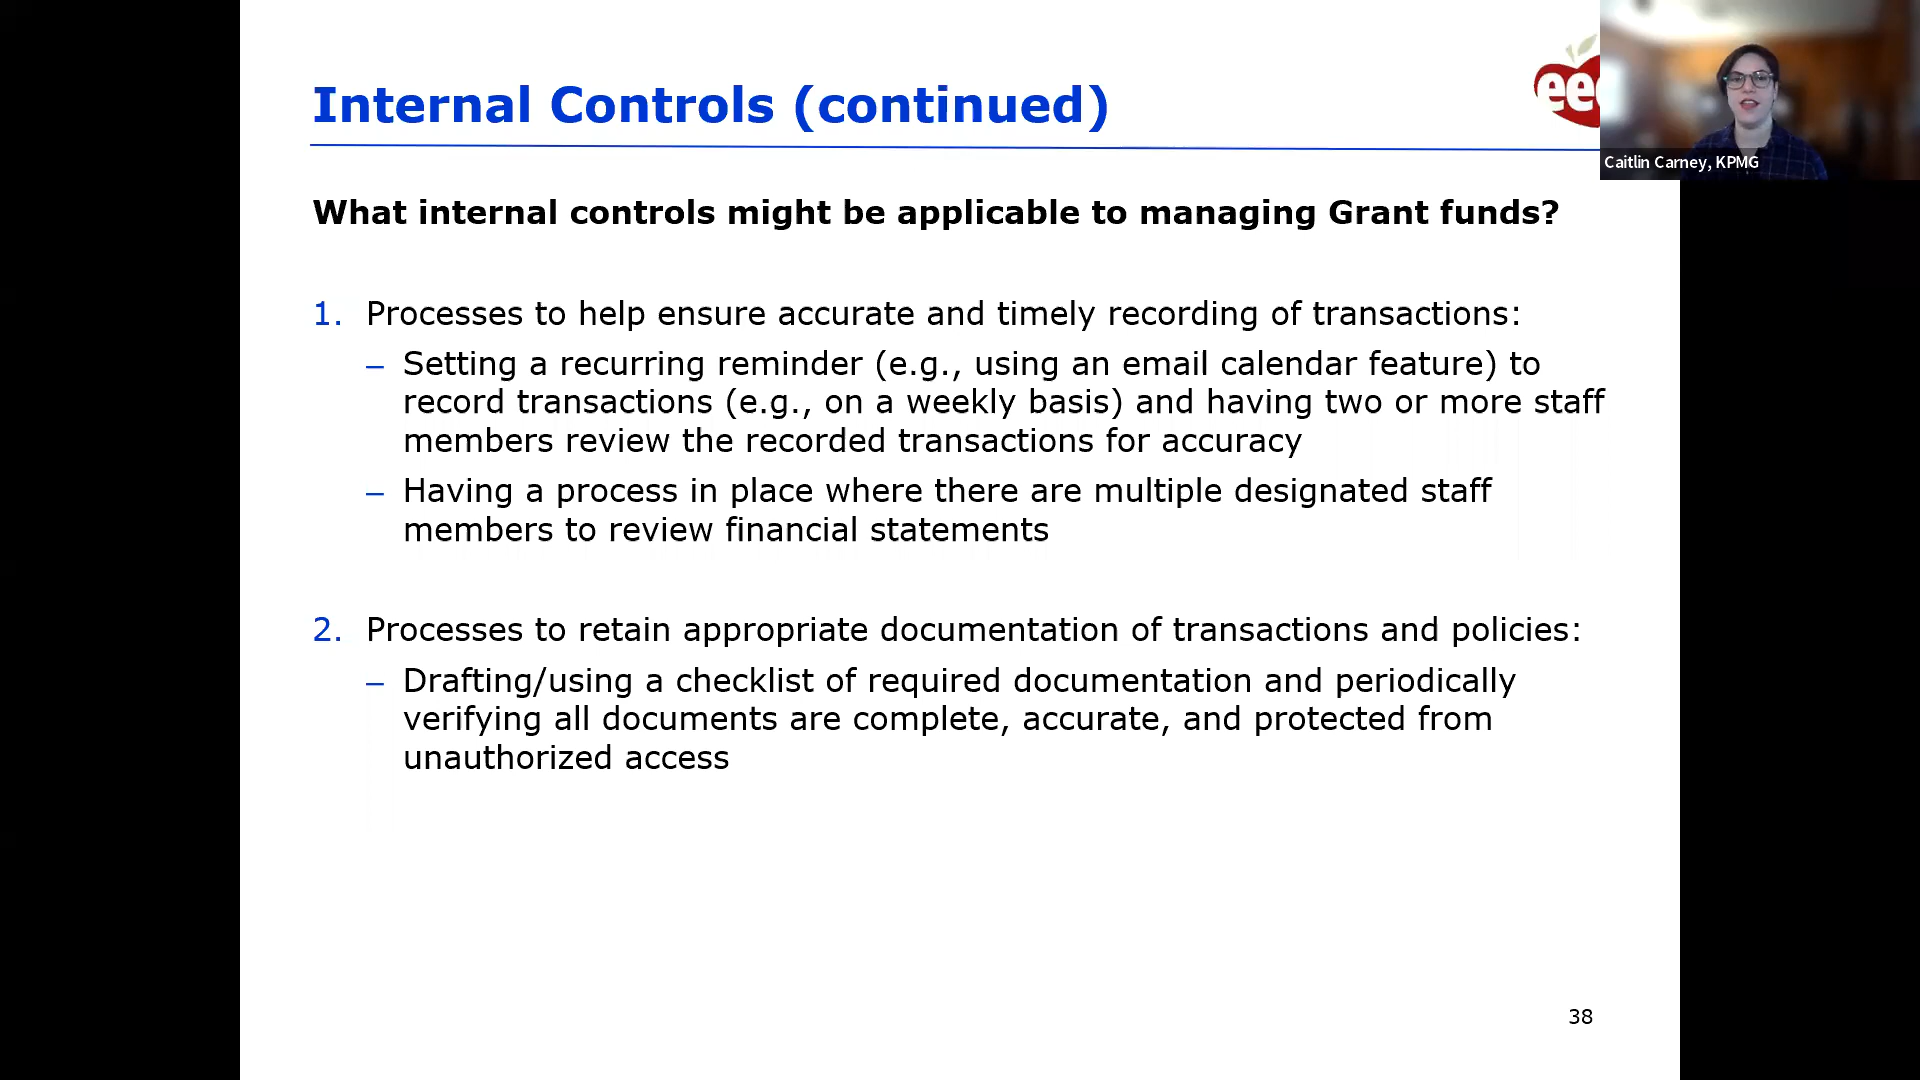 Internal Controls (continued)
eec
Caitlin Carney, KPMG
What internal controls might be applicable to managing Grant funds?
1. Processes to help ensure accurate and timely recording of transactions:
– Setting a recurring reminder (e.g., using an email calendar feature) to
record transactions (e.g., on a weekly basis) and having two or more staff
members review the recorded transactions for accuracy
– Having a process in place where there are multiple designated staff
members to review financial statements
2. Processes to retain appropriate documentation of transactions and policies:
– Drafting/using a checklist of required documentation and periodically
verifying all documents are complete, accurate, and protected from
unauthorized access
38